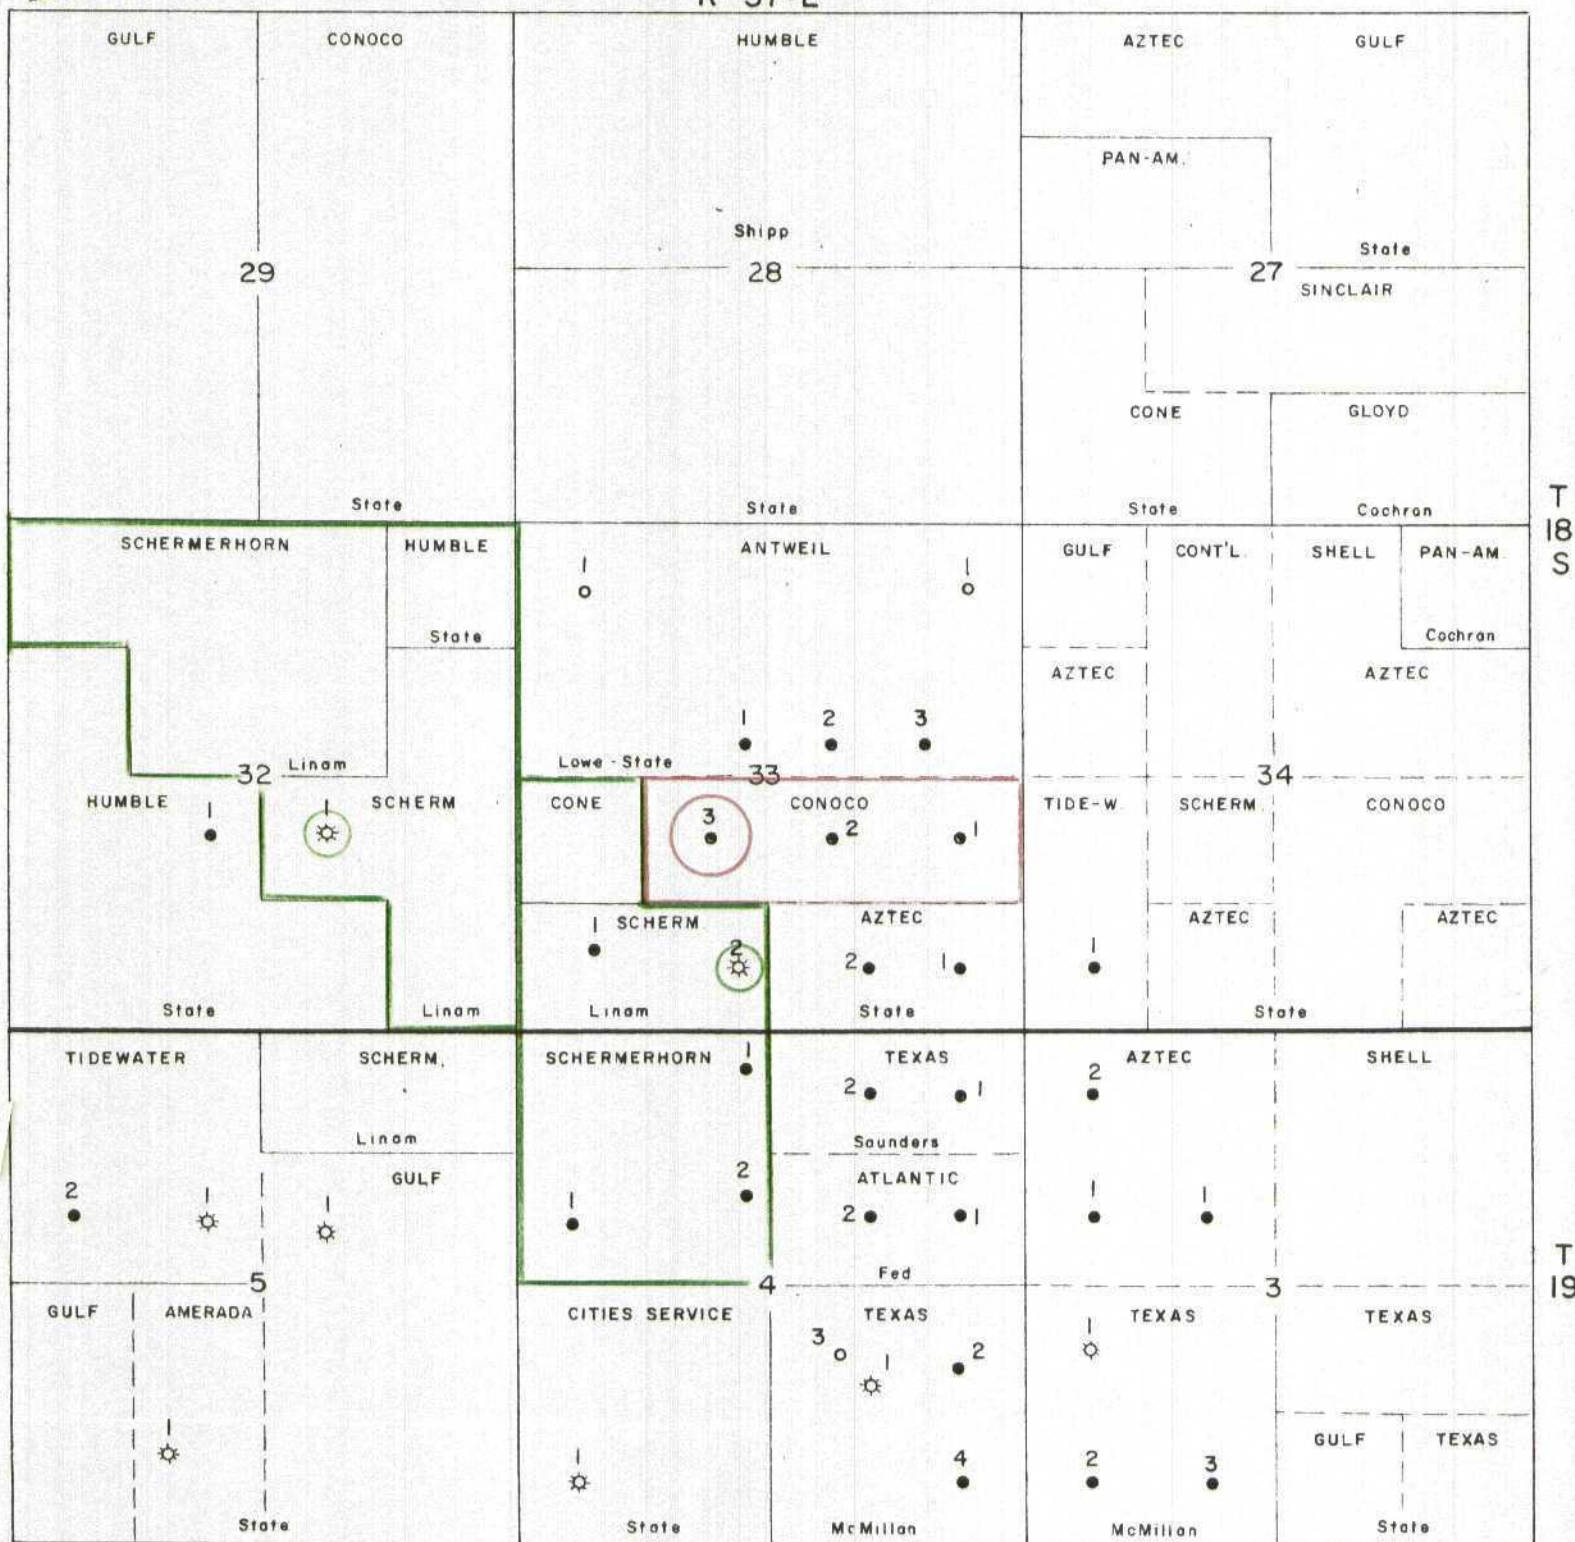 R 37 E
GULF CONOCO HUMBLE AZTEC GULF
PAN-AM.
Shipp
State
29 28 27
SINCLAIR
CONE GLOYD
State State State Cochran
T
18
S
SCHERMERHORN HUMBLE ANTWEIL GULF CONT'L. SHELL PAN-AM.
1 1
State Cochran
AZTEC AZTEC
1 2 3
Linam Lowe-State
32 33 34
HUMBLE SCHERM CONE CONOCO TIDE-W. SCHERM. CONOCO
1 1 3 2 1
SCHERM. AZTEC AZTEC AZTEC
1 2 2 1 1
State Linam Linam State State
TIDEWATER SCHERM. SCHERMERHORN TEXAS AZTEC SHELL
1 2 1 2
Linam Saunders
GULF ATLANTIC
2 1 1 1 2 2 1 1 1
Fed
T
19
5 4 3
GULF AMERADA CITIES SERVICE TEXAS TEXAS TEXAS
3 1 2 1
GULF TEXAS
1 1 4 2 3
State State McMillan McMillan State